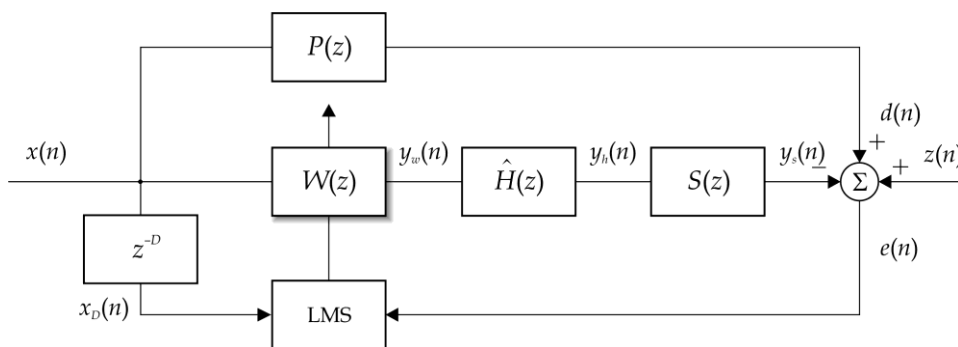 P(z)
d(n)
x(n)
y_w(n)
y_h(n)
y_s(n)
+
−
+
z(n)
W(z)
Ĥ(z)
S(z)
Σ
z^{-D}
e(n)
x_D(n)
LMS